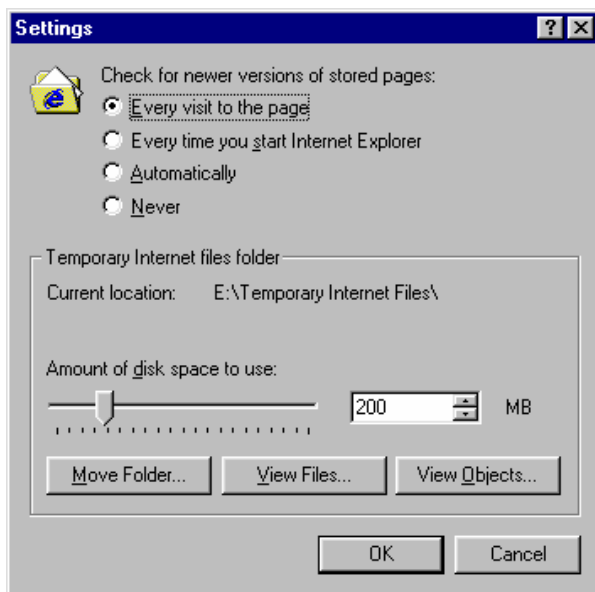 Settings
Check for newer versions of stored pages:
Every visit to the page
Every time you start Internet Explorer
Automatically
Never
Temporary Internet files folder
Current location: E:\Temporary Internet Files\
Amount of disk space to use:
200 MB
Move Folder... View Files... View Objects...
OK Cancel